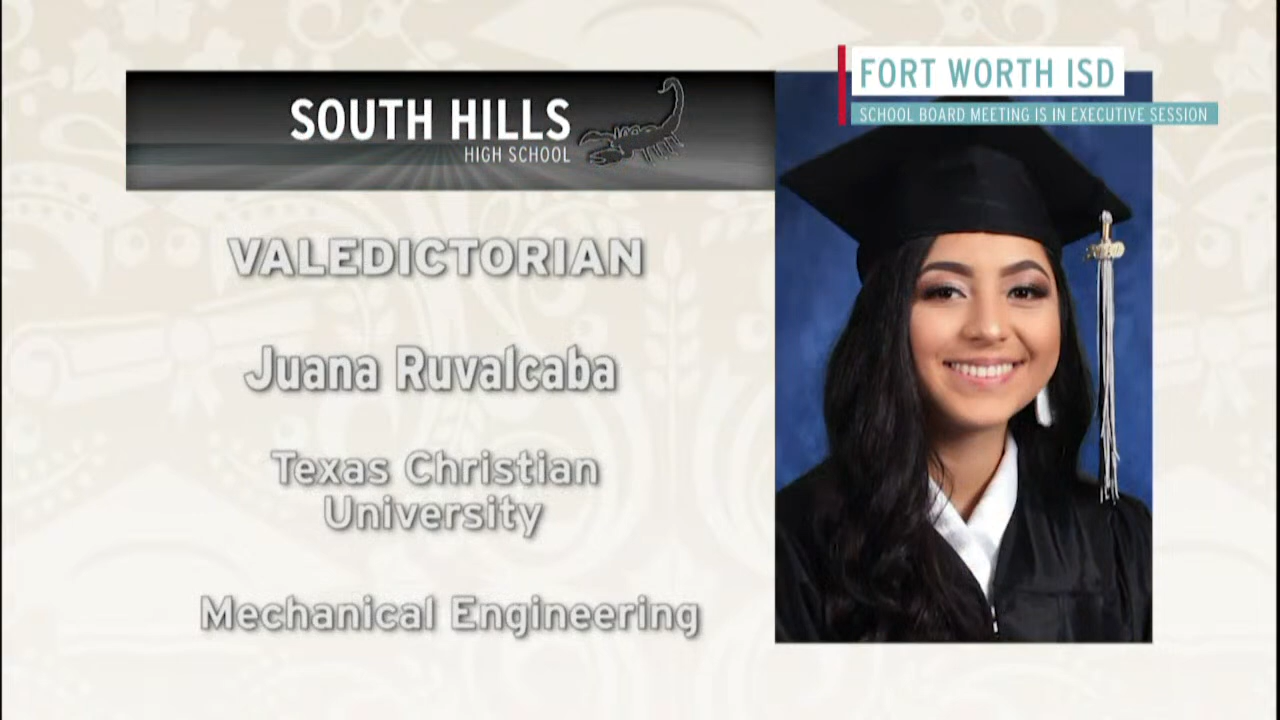 FORT WORTH ISD
SCHOOL BOARD MEETING IS IN EXECUTIVE SESSION
SOUTH HILLS
HIGH SCHOOL
VALEDICTORIAN
Juana Ruvalcaba
Texas Christian
University
Mechanical Engineering